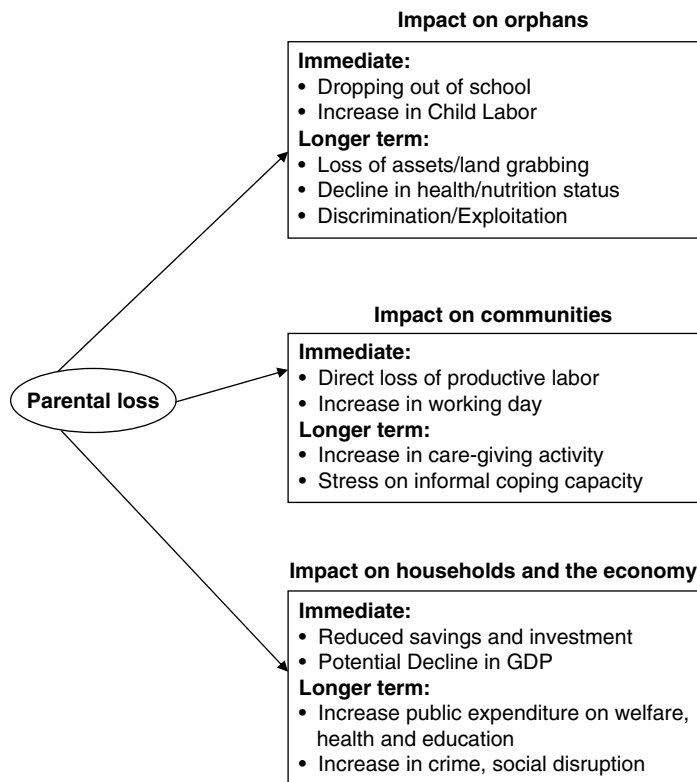 Impact on orphans
Immediate:
• Dropping out of school
• Increase in Child Labor
Longer term:
• Loss of assets/land grabbing
• Decline in health/nutrition status
• Discrimination/Exploitation
Impact on communities
Immediate:
• Direct loss of productive labor
• Increase in working day
Longer term:
• Increase in care-giving activity
• Stress on informal coping capacity
Parental loss
Impact on households and the economy
Immediate:
• Reduced savings and investment
• Potential Decline in GDP
Longer term:
• Increase public expenditure on welfare,
health and education
• Increase in crime, social disruption